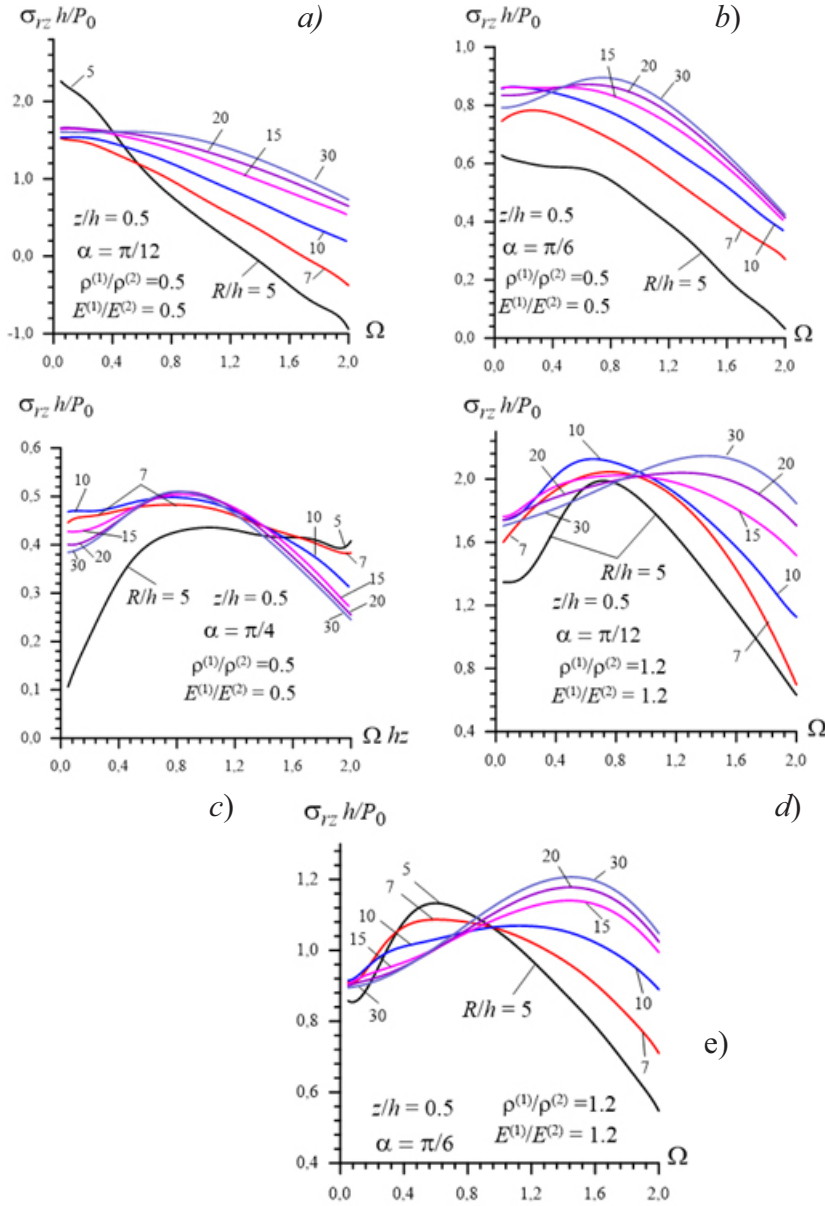 σrz h/P0
a)
2,0
1,0
0,0
-1,0
0,0 0,4 0,8 1,2 1,6 2,0
Ω
5
20
15
30
10
7
z/h = 0.5
α = π/12
ρ(1)/ρ(2) =0.5
E(1)/E(2) = 0.5
R/h = 5
σrz h/P0
b)
1,0
0,8
0,6
0,4
0,2
0,0
0,0 0,4 0,8 1,2 1,6 2,0
Ω
15
20
30
7
10
z/h = 0.5
α = π/6
ρ(1)/ρ(2) =0.5
E(1)/E(2) = 0.5
R/h = 5
σrz h/P0
0,6
0,5
0,4
0,3
0,2
0,1
0,0
0,0 0,4 0,8 1,2 1,6 2,0
Ω hz
10
7
15
30 20
10
5
7
15
20
30
R/h = 5
z/h = 0.5
α = π/4
ρ(1)/ρ(2) =0.5
E(1)/E(2) = 0.5
c)
σrz h/P0
2,0
1,6
1,2
0,8
0,4
0,0 0,4 0,8 1,2 1,6 2,0
Ω
10
20
30
20
15
7
30
10
7
R/h = 5
z/h = 0.5
α = π/12
ρ(1)/ρ(2) =1.2
E(1)/E(2) = 1.2
d)
σrz h/P0
1,2
1,0
0,8
0,6
0,4
0,0 0,4 0,8 1,2 1,6 2,0
Ω
5
7
10
15
30
20
30
15
10
7
R/h = 5
z/h = 0.5
α = π/6
ρ(1)/ρ(2) =1.2
E(1)/E(2) = 1.2
e)